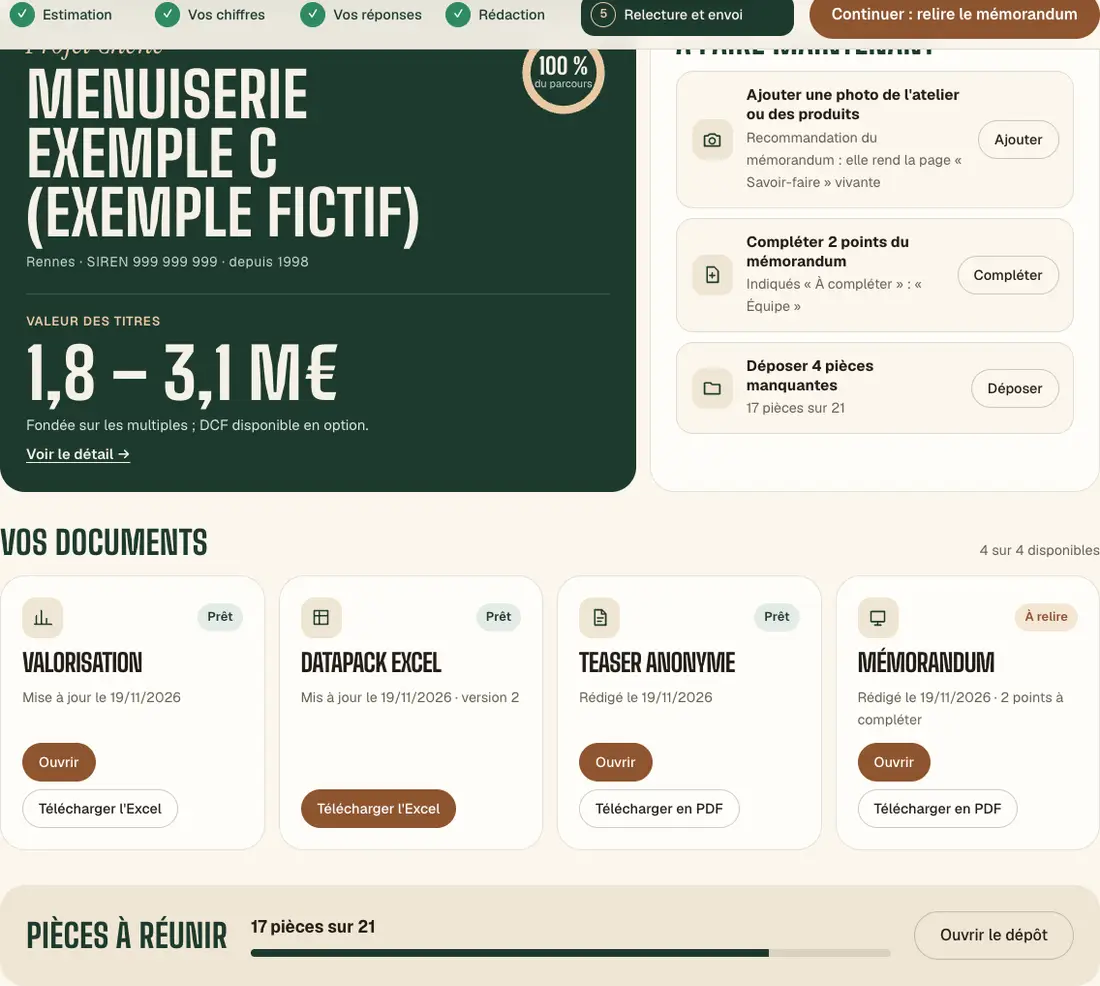 Estimation
Vos chiffres
Vos réponses
Rédaction
5 Relecture et envoi
Continuer : relire le mémorandum
Projet Chêne
MENUISERIE
EXEMPLE C
(EXEMPLE FICTIF)
100 %
du parcours
Rennes · SIREN 999 999 999 · depuis 1998
VALEUR DES TITRES
1,8 – 3,1 M€
Fondée sur les multiples ; DCF disponible en option.
Voir le détail →
À FAIRE MAINTENANT
Ajouter une photo de l'atelier
ou des produits
Recommandation du
mémorandum : elle rend la page «
Savoir-faire » vivante
Ajouter
Compléter 2 points du
mémorandum
Indiqués « À compléter » : «
Équipe »
Compléter
Déposer 4 pièces
manquantes
17 pièces sur 21
Déposer
VOS DOCUMENTS
4 sur 4 disponibles
Prêt
VALORISATION
Mise à jour le 19/11/2026
Ouvrir
Télécharger l'Excel
Prêt
DATAPACK EXCEL
Mis à jour le 19/11/2026 · version 2
Télécharger l'Excel
Prêt
TEASER ANONYME
Rédigé le 19/11/2026
Ouvrir
Télécharger en PDF
À relire
MÉMORANDUM
Rédigé le 19/11/2026 · 2 points à
compléter
Ouvrir
Télécharger en PDF
PIÈCES À RÉUNIR
17 pièces sur 21
Ouvrir le dépôt